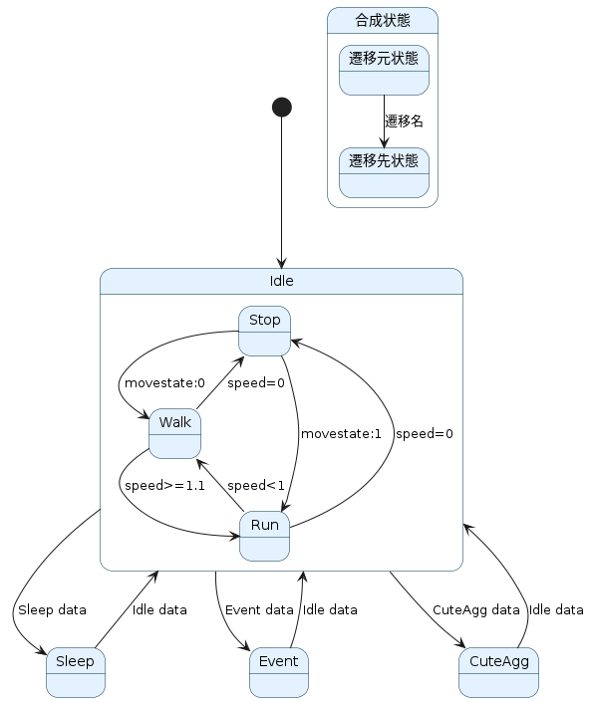 合成状態
遷移元状態
遷移名
遷移先状態
Idle
Stop
movestate:0
speed=0
Walk
movestate:1
speed=0
speed>=1.1
speed<1
Run
Sleep data
Idle data
Event data
Idle data
CuteAgg data
Idle data
Sleep
Event
CuteAgg